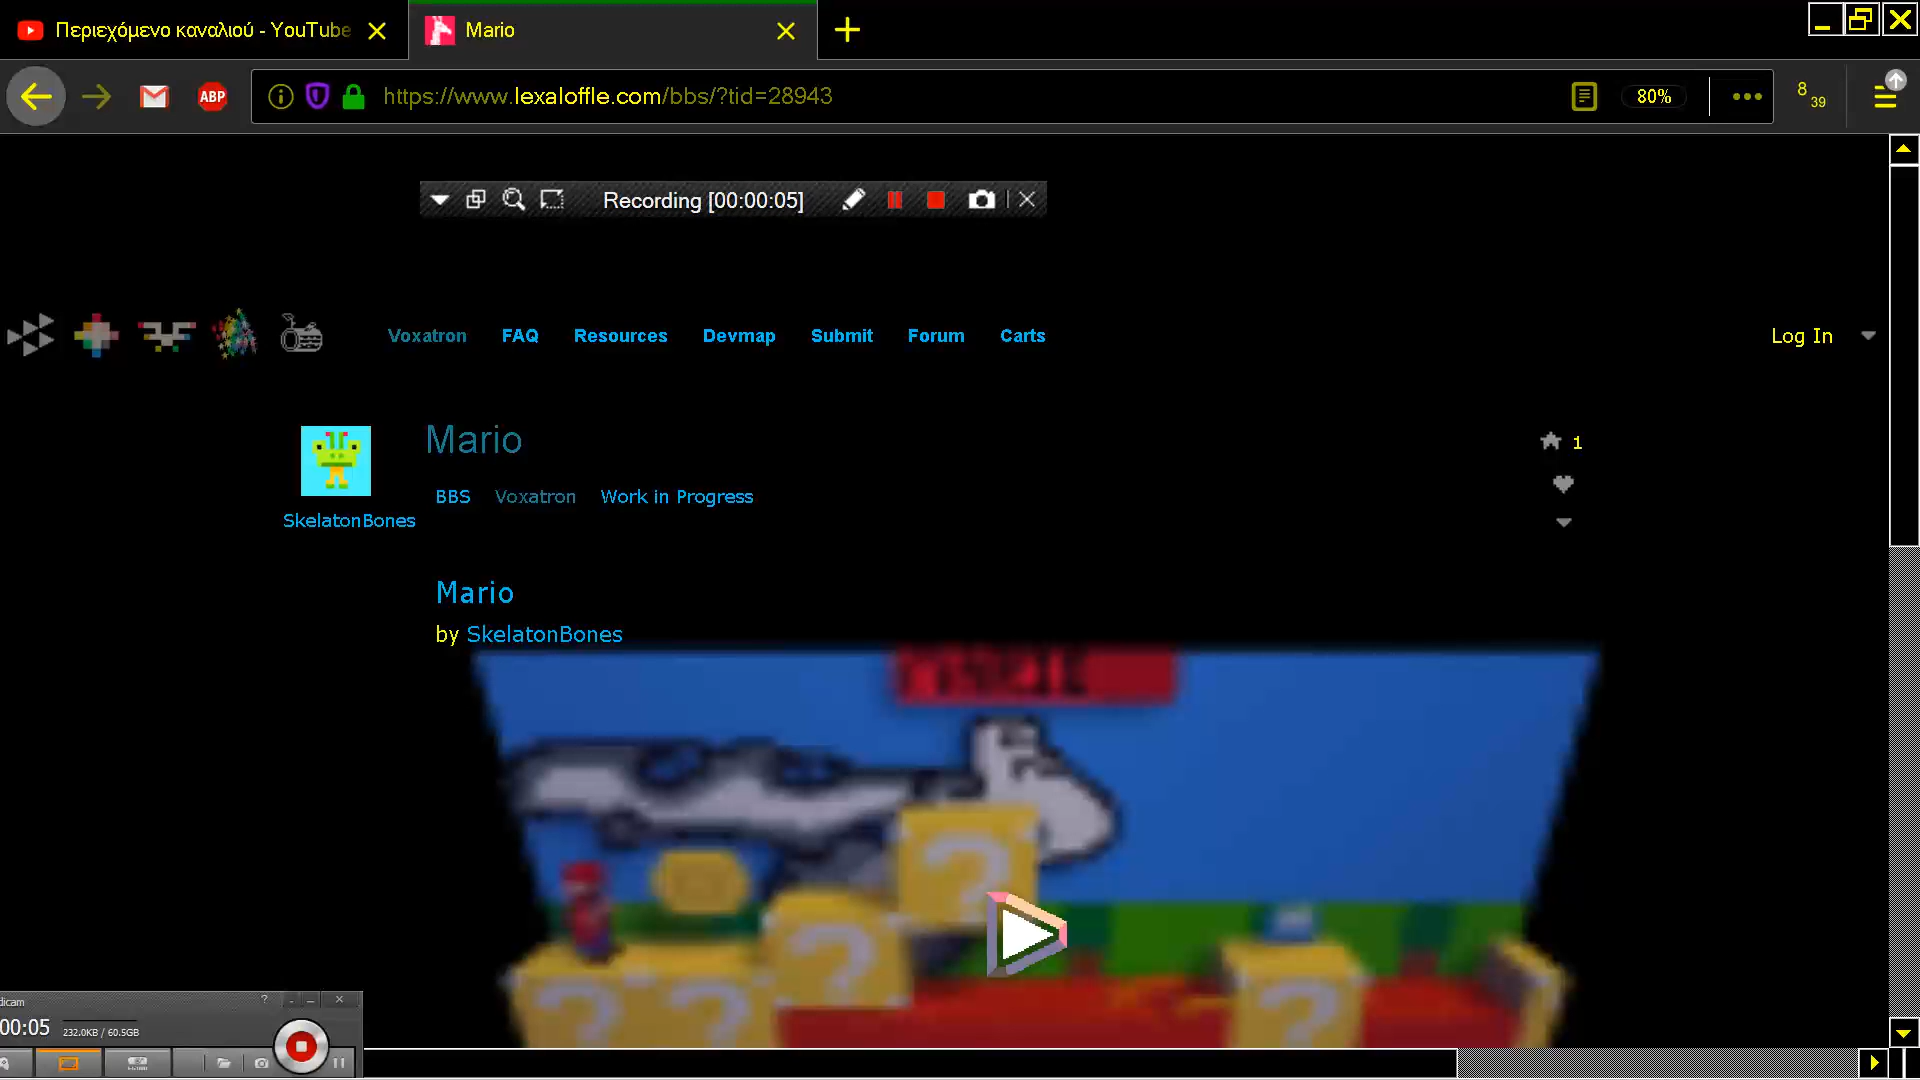 Περιεχόμενο καναλιού - YouTube
Mario
ABP
https://www.lexaloffle.com/bbs/?tid=28943
80%
8
39
Recording [00:00:05]
Voxatron FAQ Resources Devmap Submit Forum Carts
Log In
Mario
1
BBS Voxatron Work in Progress
SkelatonBones
Mario
by SkelatonBones
? ? ? ? ?
dicam
?
00:05
232.0KB / 60.5GB